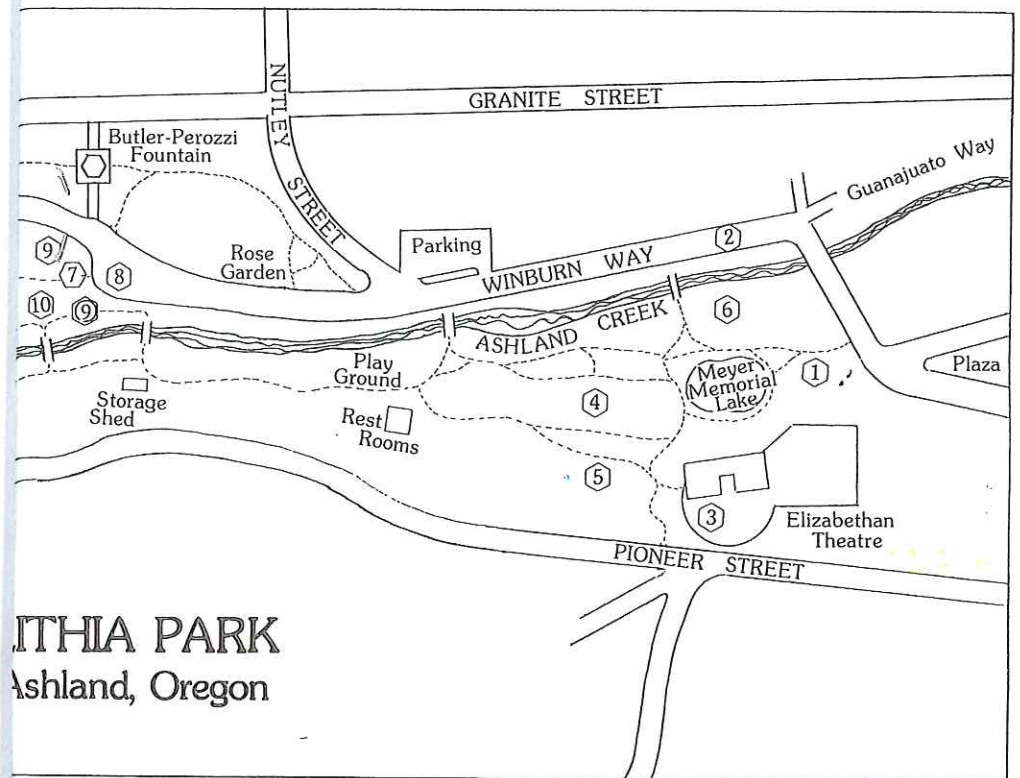 GRANITE STREET
NUTLEY STREET
Butler-Perozzi
Fountain
Guanajuato Way
Rose
Garden
Parking
WINBURN WAY
2
9
7
8
10
9
ASHLAND CREEK
6
Play
Ground
Meyer
Memorial
Lake
1
Plaza
Storage
Shed
Rest
Rooms
4
5
3
Elizabethan
Theatre
PIONEER STREET
ITHIA PARK
Ashland, Oregon